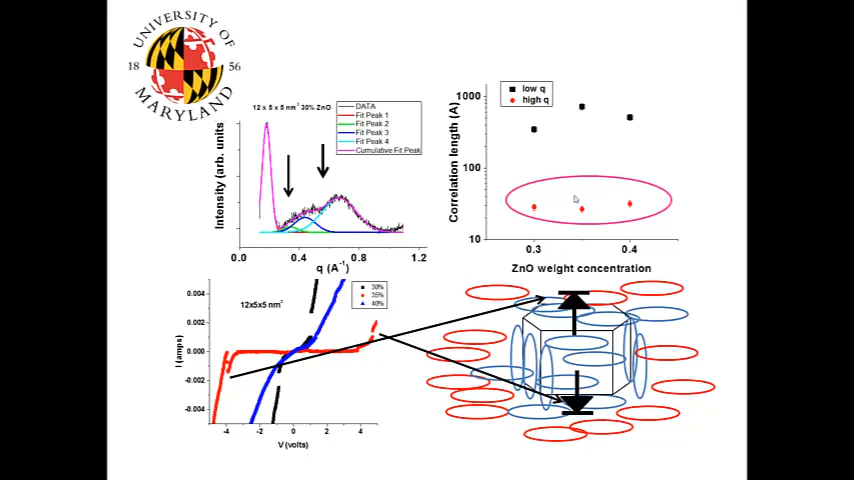 UNIVERSITY OF
18 56
MARYLAND
12 x 5 x 5 nm³ 30% ZnO
DATA
Fit Peak 1
Fit Peak 2
Fit Peak 3
Fit Peak 4
Cumulative Fit Peak
Intensity (arb. units
0.0
0.4
0.8
1.2
q (A⁻¹)
low q
high q
1000
100
10
Correlation length (A)
0.3
0.4
ZnO weight concentration
0.004
0.002
0.000
-0.002
-0.004
I (amps)
12x5x5 nm³
30%
35%
40%
-4
-2
0
2
4
V (volts)